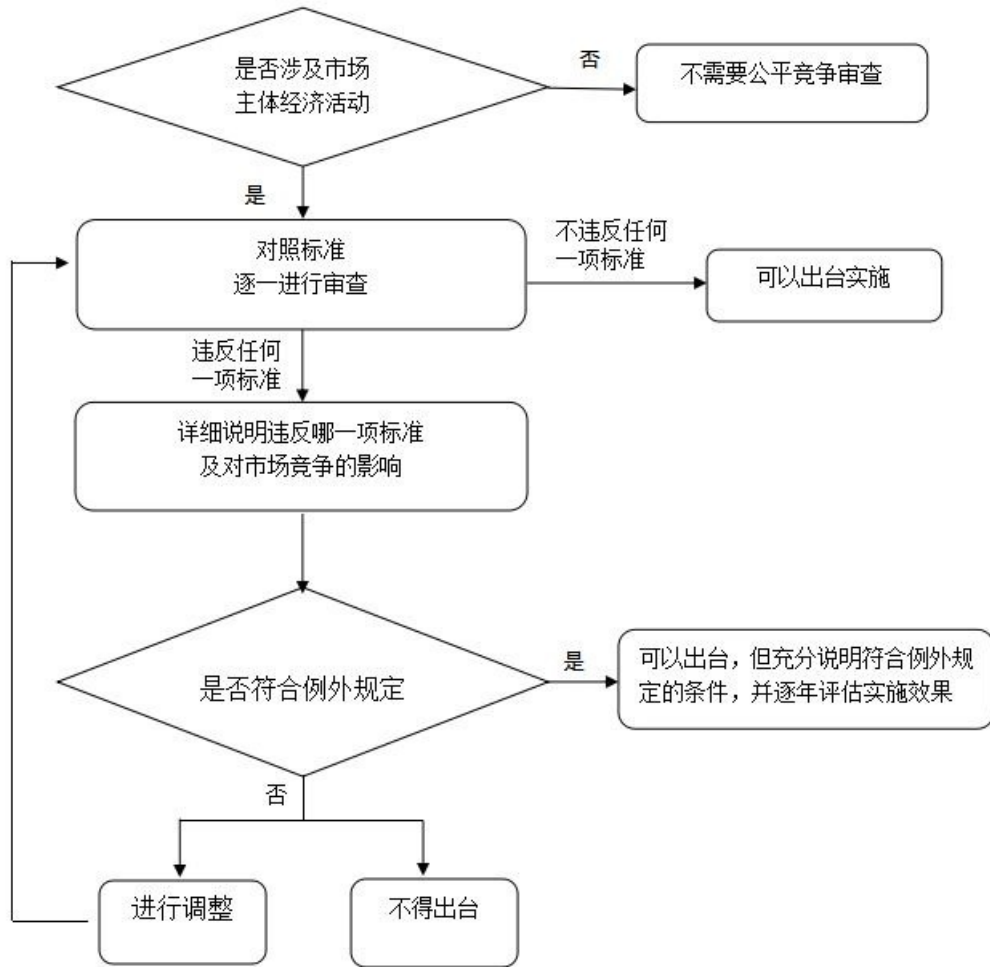 是否涉及市场
主体经济活动
否
不需要公平竞争审查
是
对照标准
逐一进行审查
不违反任何
一项标准
可以出台实施
违反任何
一项标准
详细说明违反哪一项标准
及对市场竞争的影响
是否符合例外规定
是
可以出台，但充分说明符合例外规
定的条件，并逐年评估实施效果
否
进行调整
不得出台